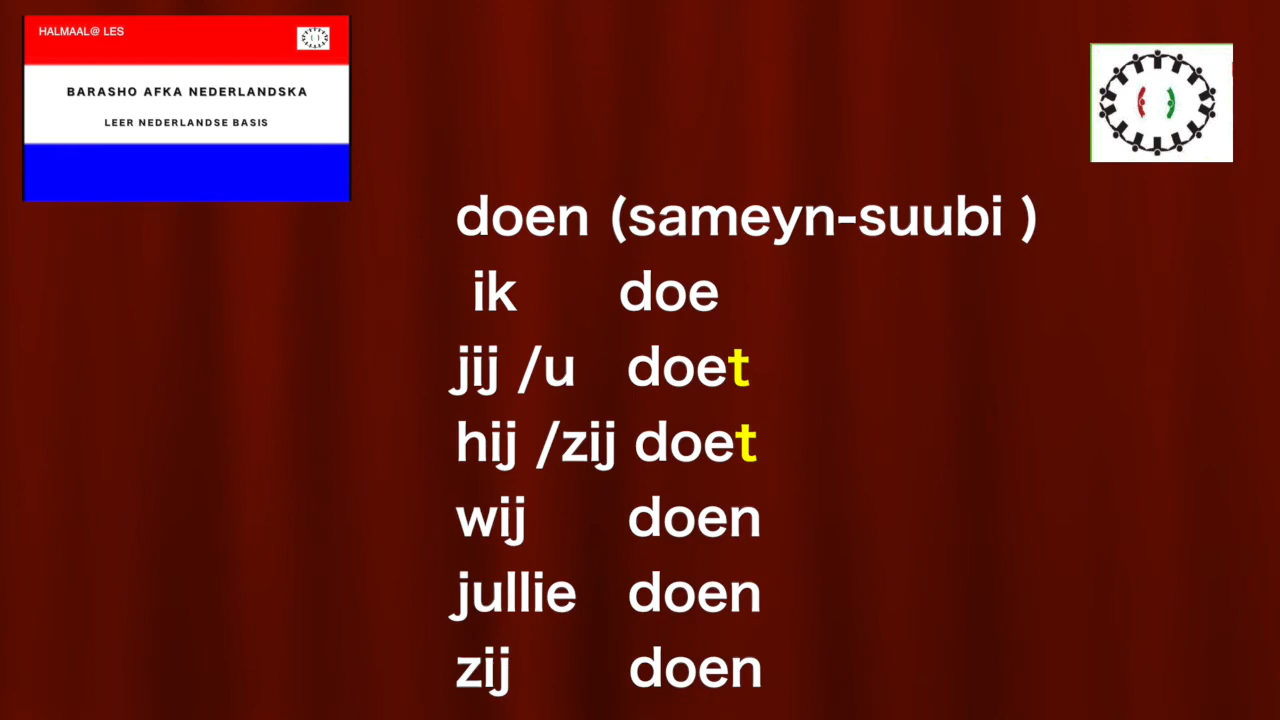 HALMAAL@ LES
BARASHO AFKA NEDERLANDSKA
LEER NEDERLANDSE BASIS
doen (sameyn-suubi )
ik doe
jij /u doet
hij /zij doet
wij doen
jullie doen
zij doen